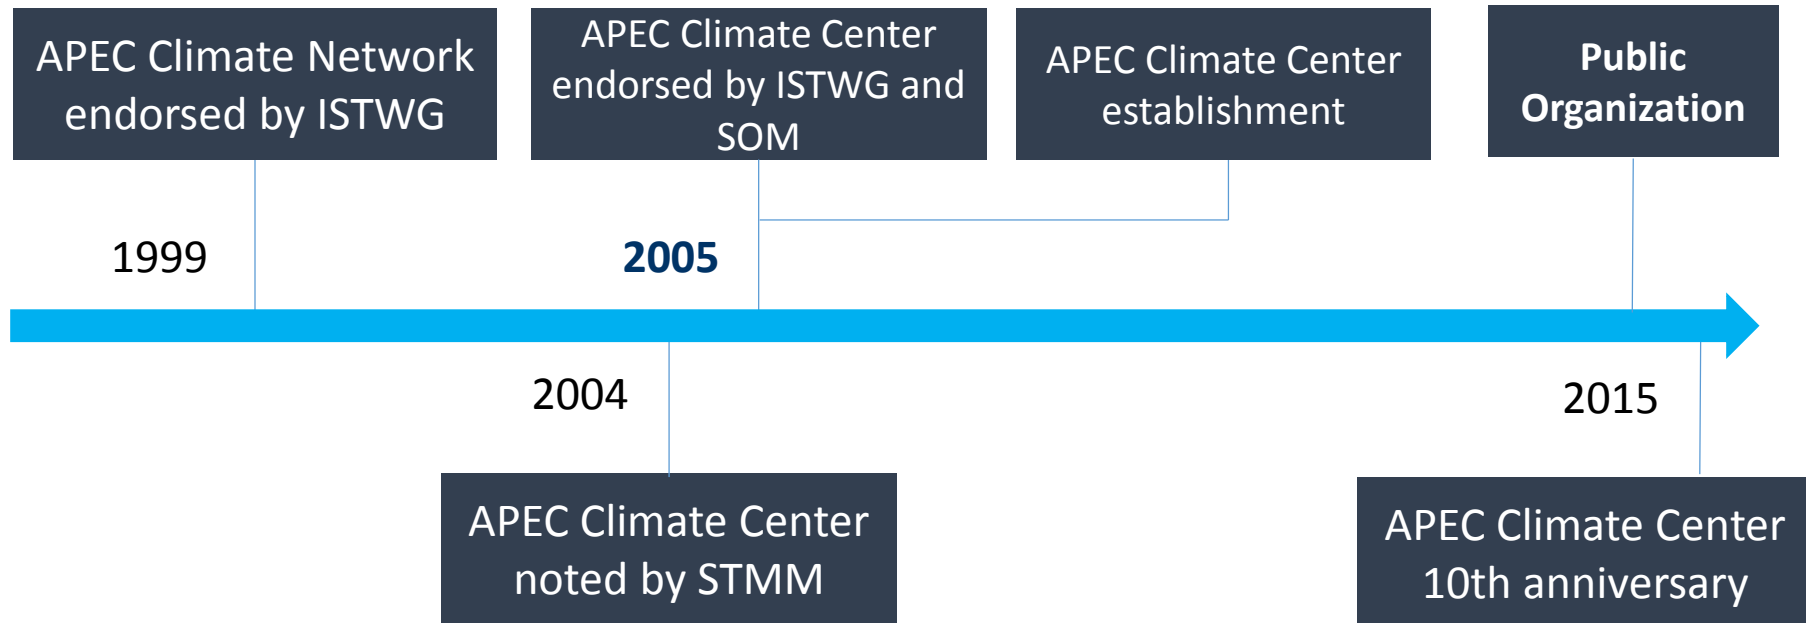 APEC Climate Network
endorsed by ISTWG
APEC Climate Center
endorsed by ISTWG and
SOM
APEC Climate Center
establishment
Public
Organization
1999
2005
2004
2015
APEC Climate Center
noted by STMM
APEC Climate Center
10th anniversary